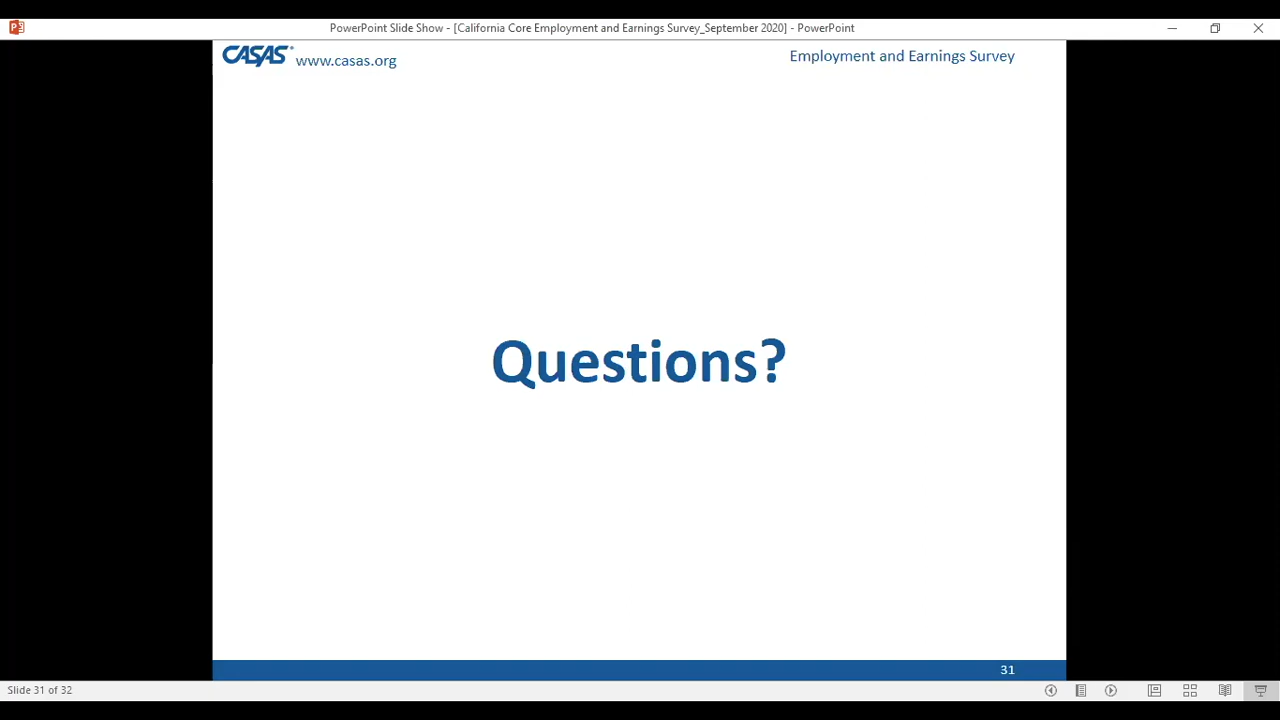 PowerPoint Slide Show - [California Core Employment and Earnings Survey_September 2020] - PowerPoint
CASAS® www.casas.org
Employment and Earnings Survey
Questions?
31
Slide 31 of 32